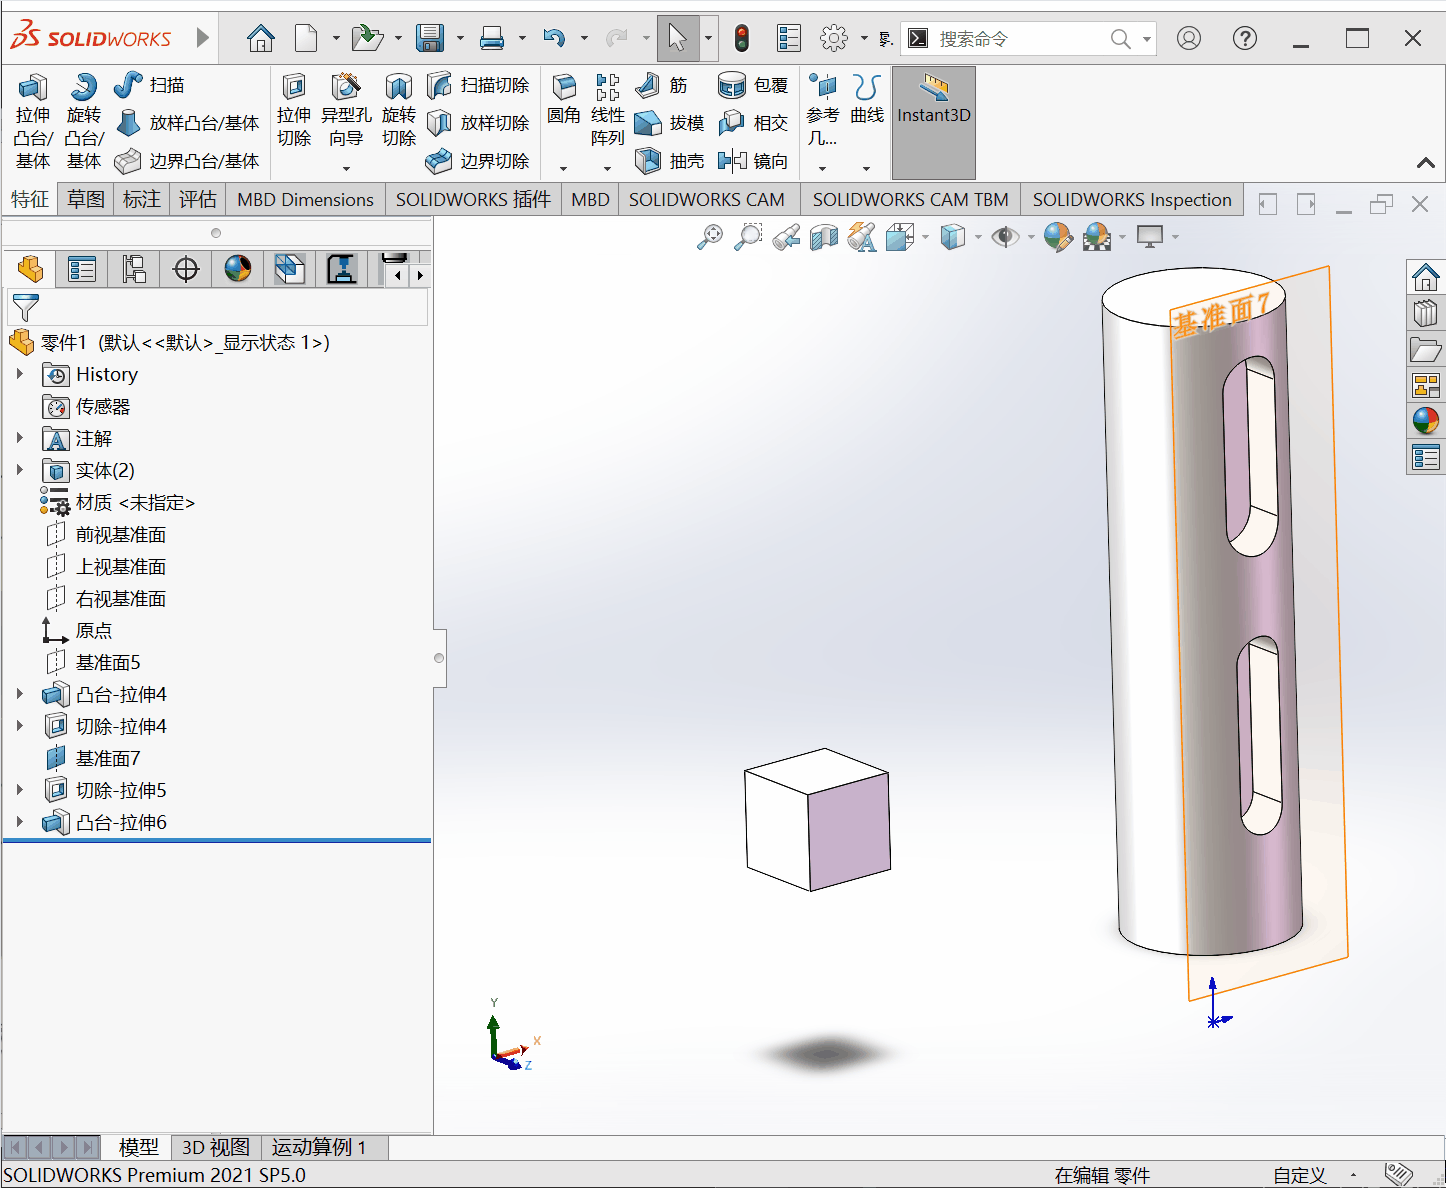 SOLIDWORKS
零.
搜索命令
拉伸凸台/基体
旋转凸台/基体
扫描
放样凸台/基体
边界凸台/基体
拉伸切除
异型孔向导
旋转切除
扫描切除
放样切除
边界切除
圆角
线性阵列
筋
拔模
抽壳
包覆
相交
镜向
参考几...
曲线
Instant3D
特征
草图
标注
评估
MBD Dimensions
SOLIDWORKS 插件
MBD
SOLIDWORKS CAM
SOLIDWORKS CAM TBM
SOLIDWORKS Inspection
零件1 (默认<<默认>_显示状态 1>)
History
传感器
注解
实体(2)
材质 <未指定>
前视基准面
上视基准面
右视基准面
原点
基准面5
凸台-拉伸4
切除-拉伸4
基准面7
切除-拉伸5
凸台-拉伸6
基准面7
Y
X
Z
模型
3D 视图
运动算例 1
SOLIDWORKS Premium 2021 SP5.0
在编辑 零件
自定义